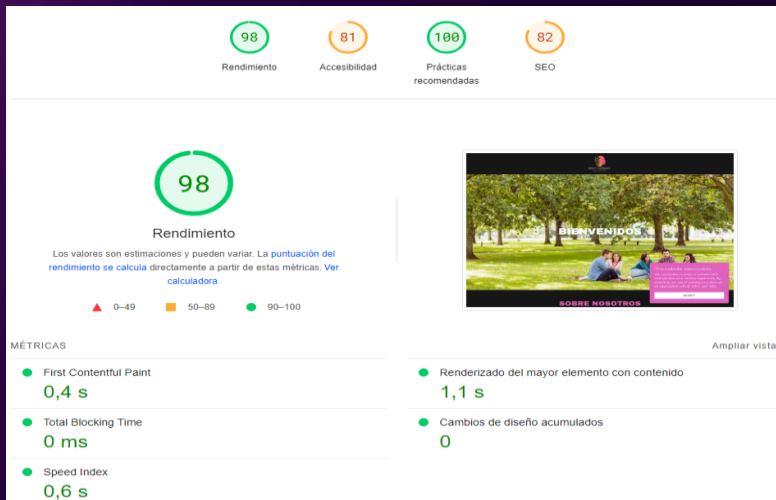 98
81
100
82
Rendimiento
Accesibilidad
Prácticas
recomendadas
SEO
98
Rendimiento
Los valores son estimaciones y pueden variar. La puntuación del
rendimiento se calcula directamente a partir de estas métricas. Ver
calculadora.
0–49
50–89
90–100
BIENVENIDOS
SOBRE NOSOTROS
MÉTRICAS
Ampliar vista
First Contentful Paint
0,4 s
Renderizado del mayor elemento con contenido
1,1 s
Total Blocking Time
0 ms
Cambios de diseño acumulados
0
Speed Index
0,6 s